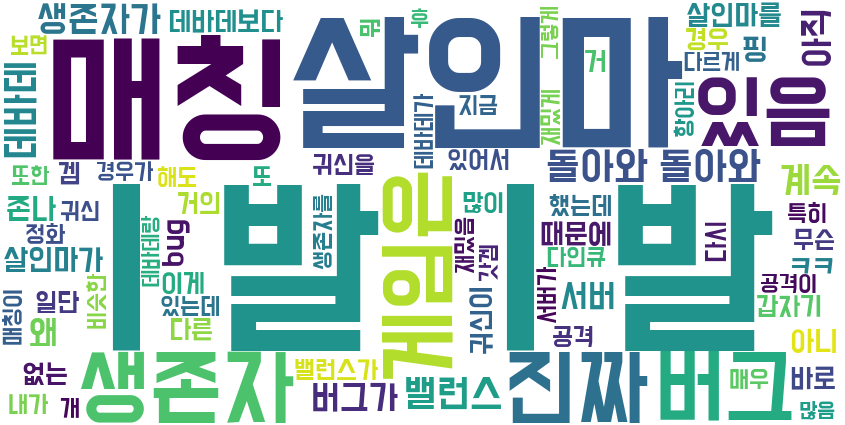 생존자가 데바데보다 먹 후 그렇게 살인마를
보면 경우 핑 아직
데바데 매칭 살인마 거 다르게 있음
지금 재밌게 항아리
데바데가
또한 겜 경우가 해도 또 귀신을 있어서 돌아와 돌아와 계속
ㅣ발ㅣ발
존나 귀신 거의 생존자를 게임은 많이 했는데 때문에 다시 특히
정화 bug 데바데랑 재밌음 다인큐 무슨
살인마가 이게 갓겜 ㅋㅋ
매칭이 일단 비슷한 있는데 귀신이 서버가 서버 공격이
왜 다른 공격 갑자기
아니
없는 생존자 밸런스가 진짜 버그 바로
내가 개 버그가 밸런스 매우 많음